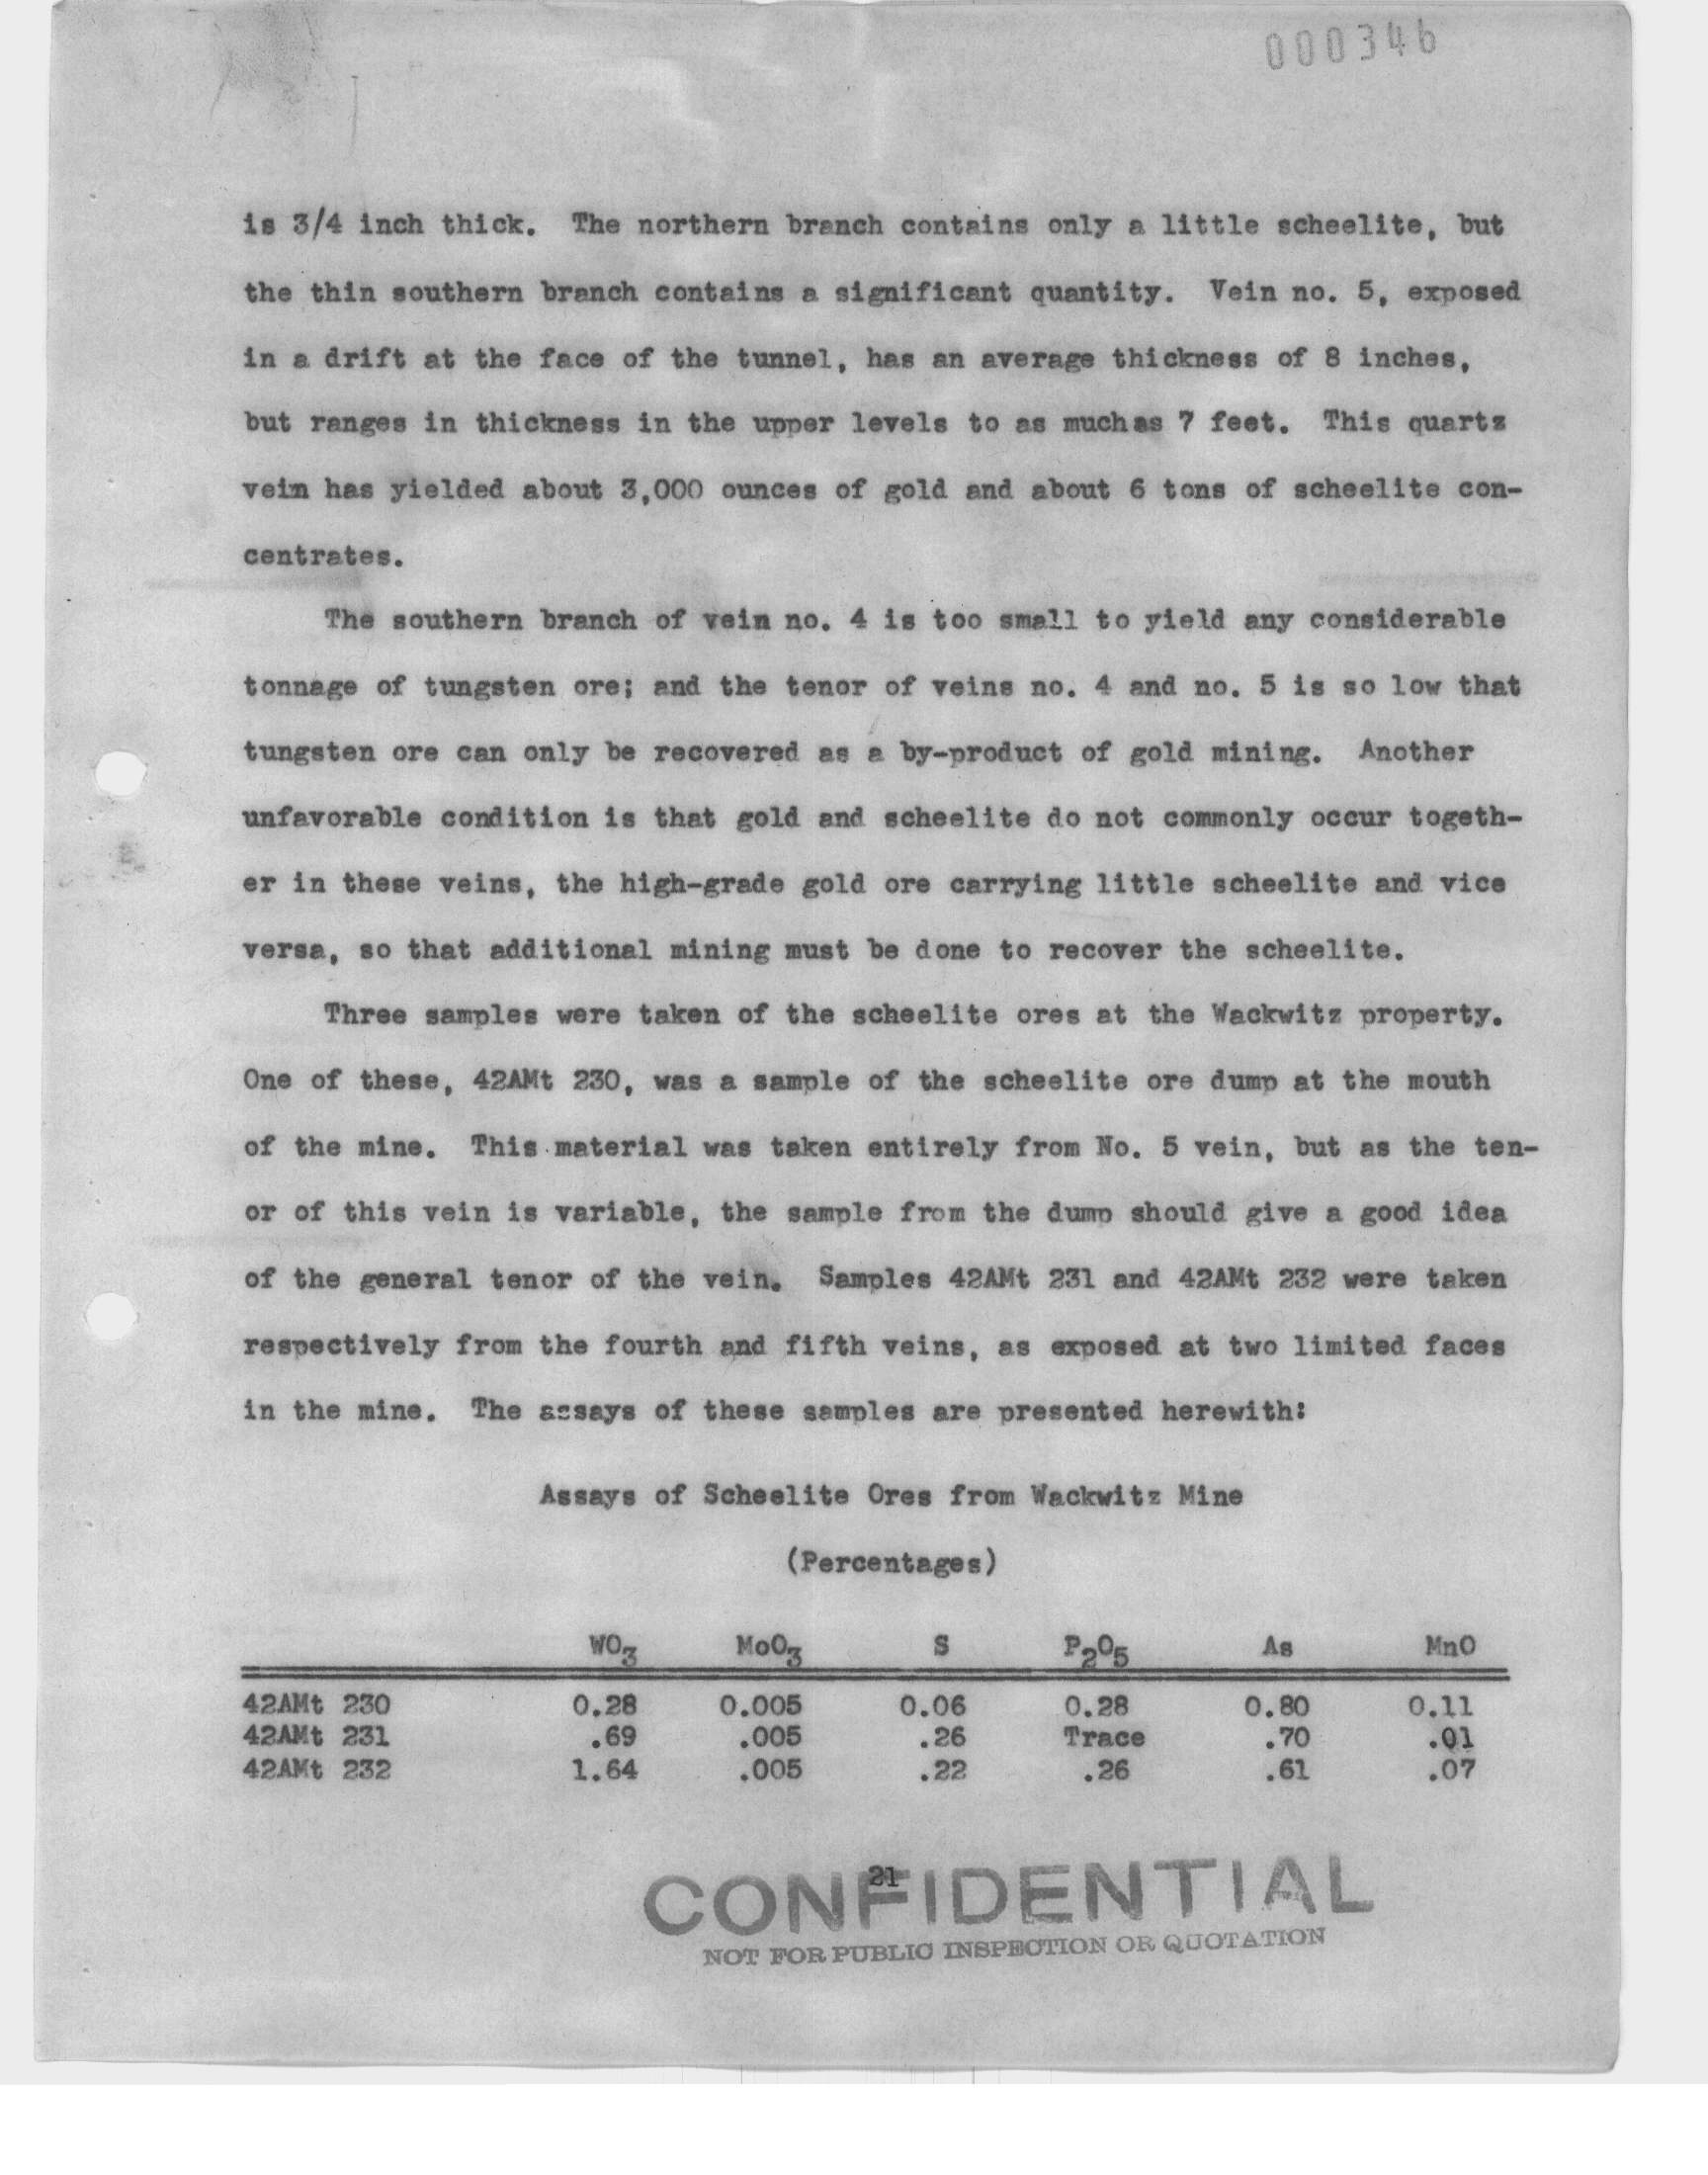 000346
is 3/4 inch thick. The northern branch contains only a little scheelite, but
the thin southern branch contains a significant quantity. Vein no. 5, exposed
in a drift at the face of the tunnel, has an average thickness of 8 inches,
but ranges in thickness in the upper levels to as muchas 7 feet. This quartz
vein has yielded about 3,000 ounces of gold and about 6 tons of scheelite con-
centrates.
The southern branch of vein no. 4 is too small to yield any considerable
tonnage of tungsten ore; and the tenor of veins no. 4 and no. 5 is so low that
tungsten ore can only be recovered as a by-product of gold mining. Another
unfavorable condition is that gold and scheelite do not commonly occur togeth-
er in these veins, the high-grade gold ore carrying little scheelite and vice
versa, so that additional mining must be done to recover the scheelite.
Three samples were taken of the scheelite ores at the Wackwitz property.
One of these, 42AMt 230, was a sample of the scheelite ore dump at the mouth
of the mine. This material was taken entirely from No. 5 vein, but as the ten-
or of this vein is variable, the sample from the dump should give a good idea
of the general tenor of the vein. Samples 42AMt 231 and 42AMt 232 were taken
respectively from the fourth and fifth veins, as exposed at two limited faces
in the mine. The assays of these samples are presented herewith:
Assays of Scheelite Ores from Wackwitz Mine
(Percentages)
WO3 MoO3 S P2O5 As MnO
42AMt 230 0.28 0.005 0.06 0.28 0.80 0.11
42AMt 231 .69 .005 .26 Trace .70 .01
42AMt 232 1.64 .005 .22 .26 .61 .07
21
CONFIDENTIAL
NOT FOR PUBLIC INSPECTION OR QUOTATION